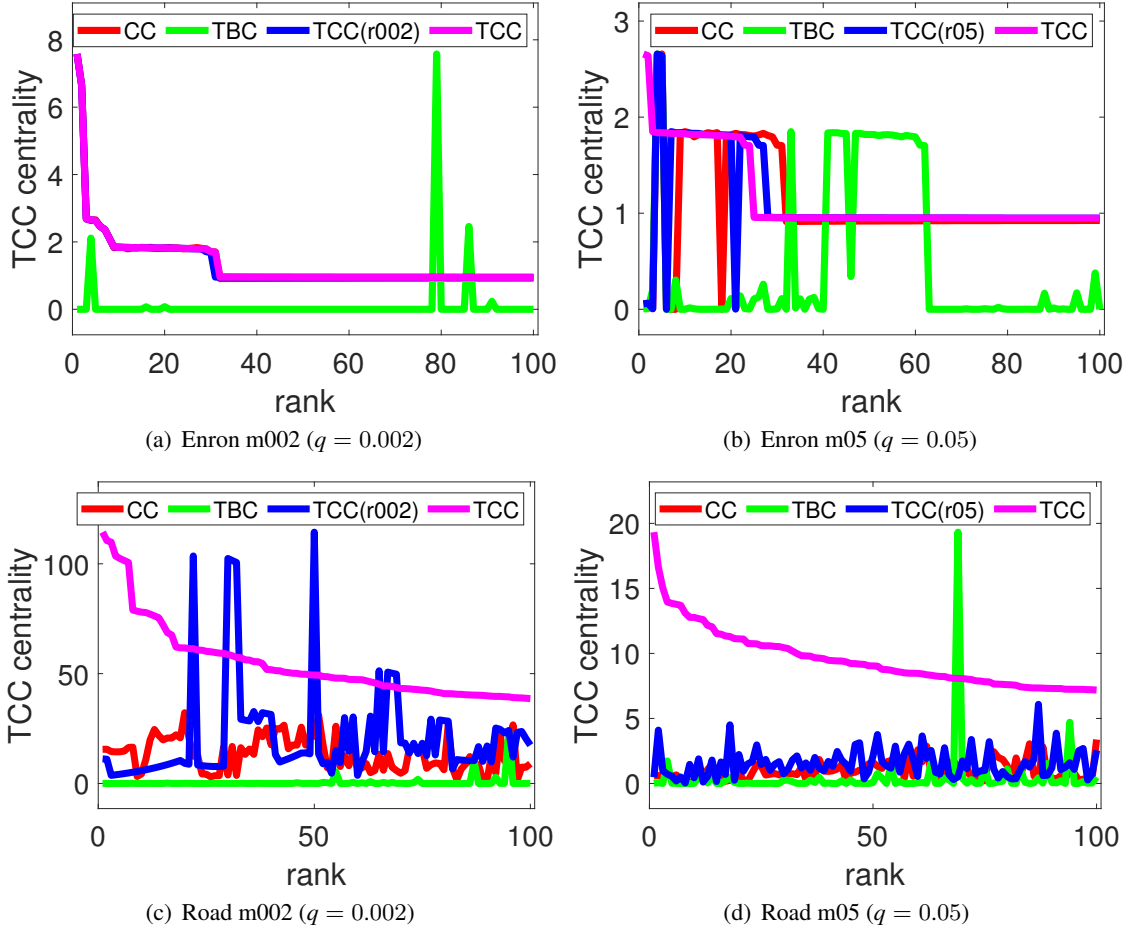 CC TBC TCC(r002) TCC
8
6
4
2
0
TCC centrality
0 20 40 60 80 100
rank
(a) Enron m002 (q = 0.002)
CC TBC TCC(r05) TCC
3
2
1
0
TCC centrality
0 20 40 60 80 100
rank
(b) Enron m05 (q = 0.05)
CC TBC TCC(r002) TCC
100
50
0
TCC centrality
0 50 100
rank
(c) Road m002 (q = 0.002)
CC TBC TCC(r05) TCC
20
15
10
5
0
TCC centrality
0 50 100
rank
(d) Road m05 (q = 0.05)